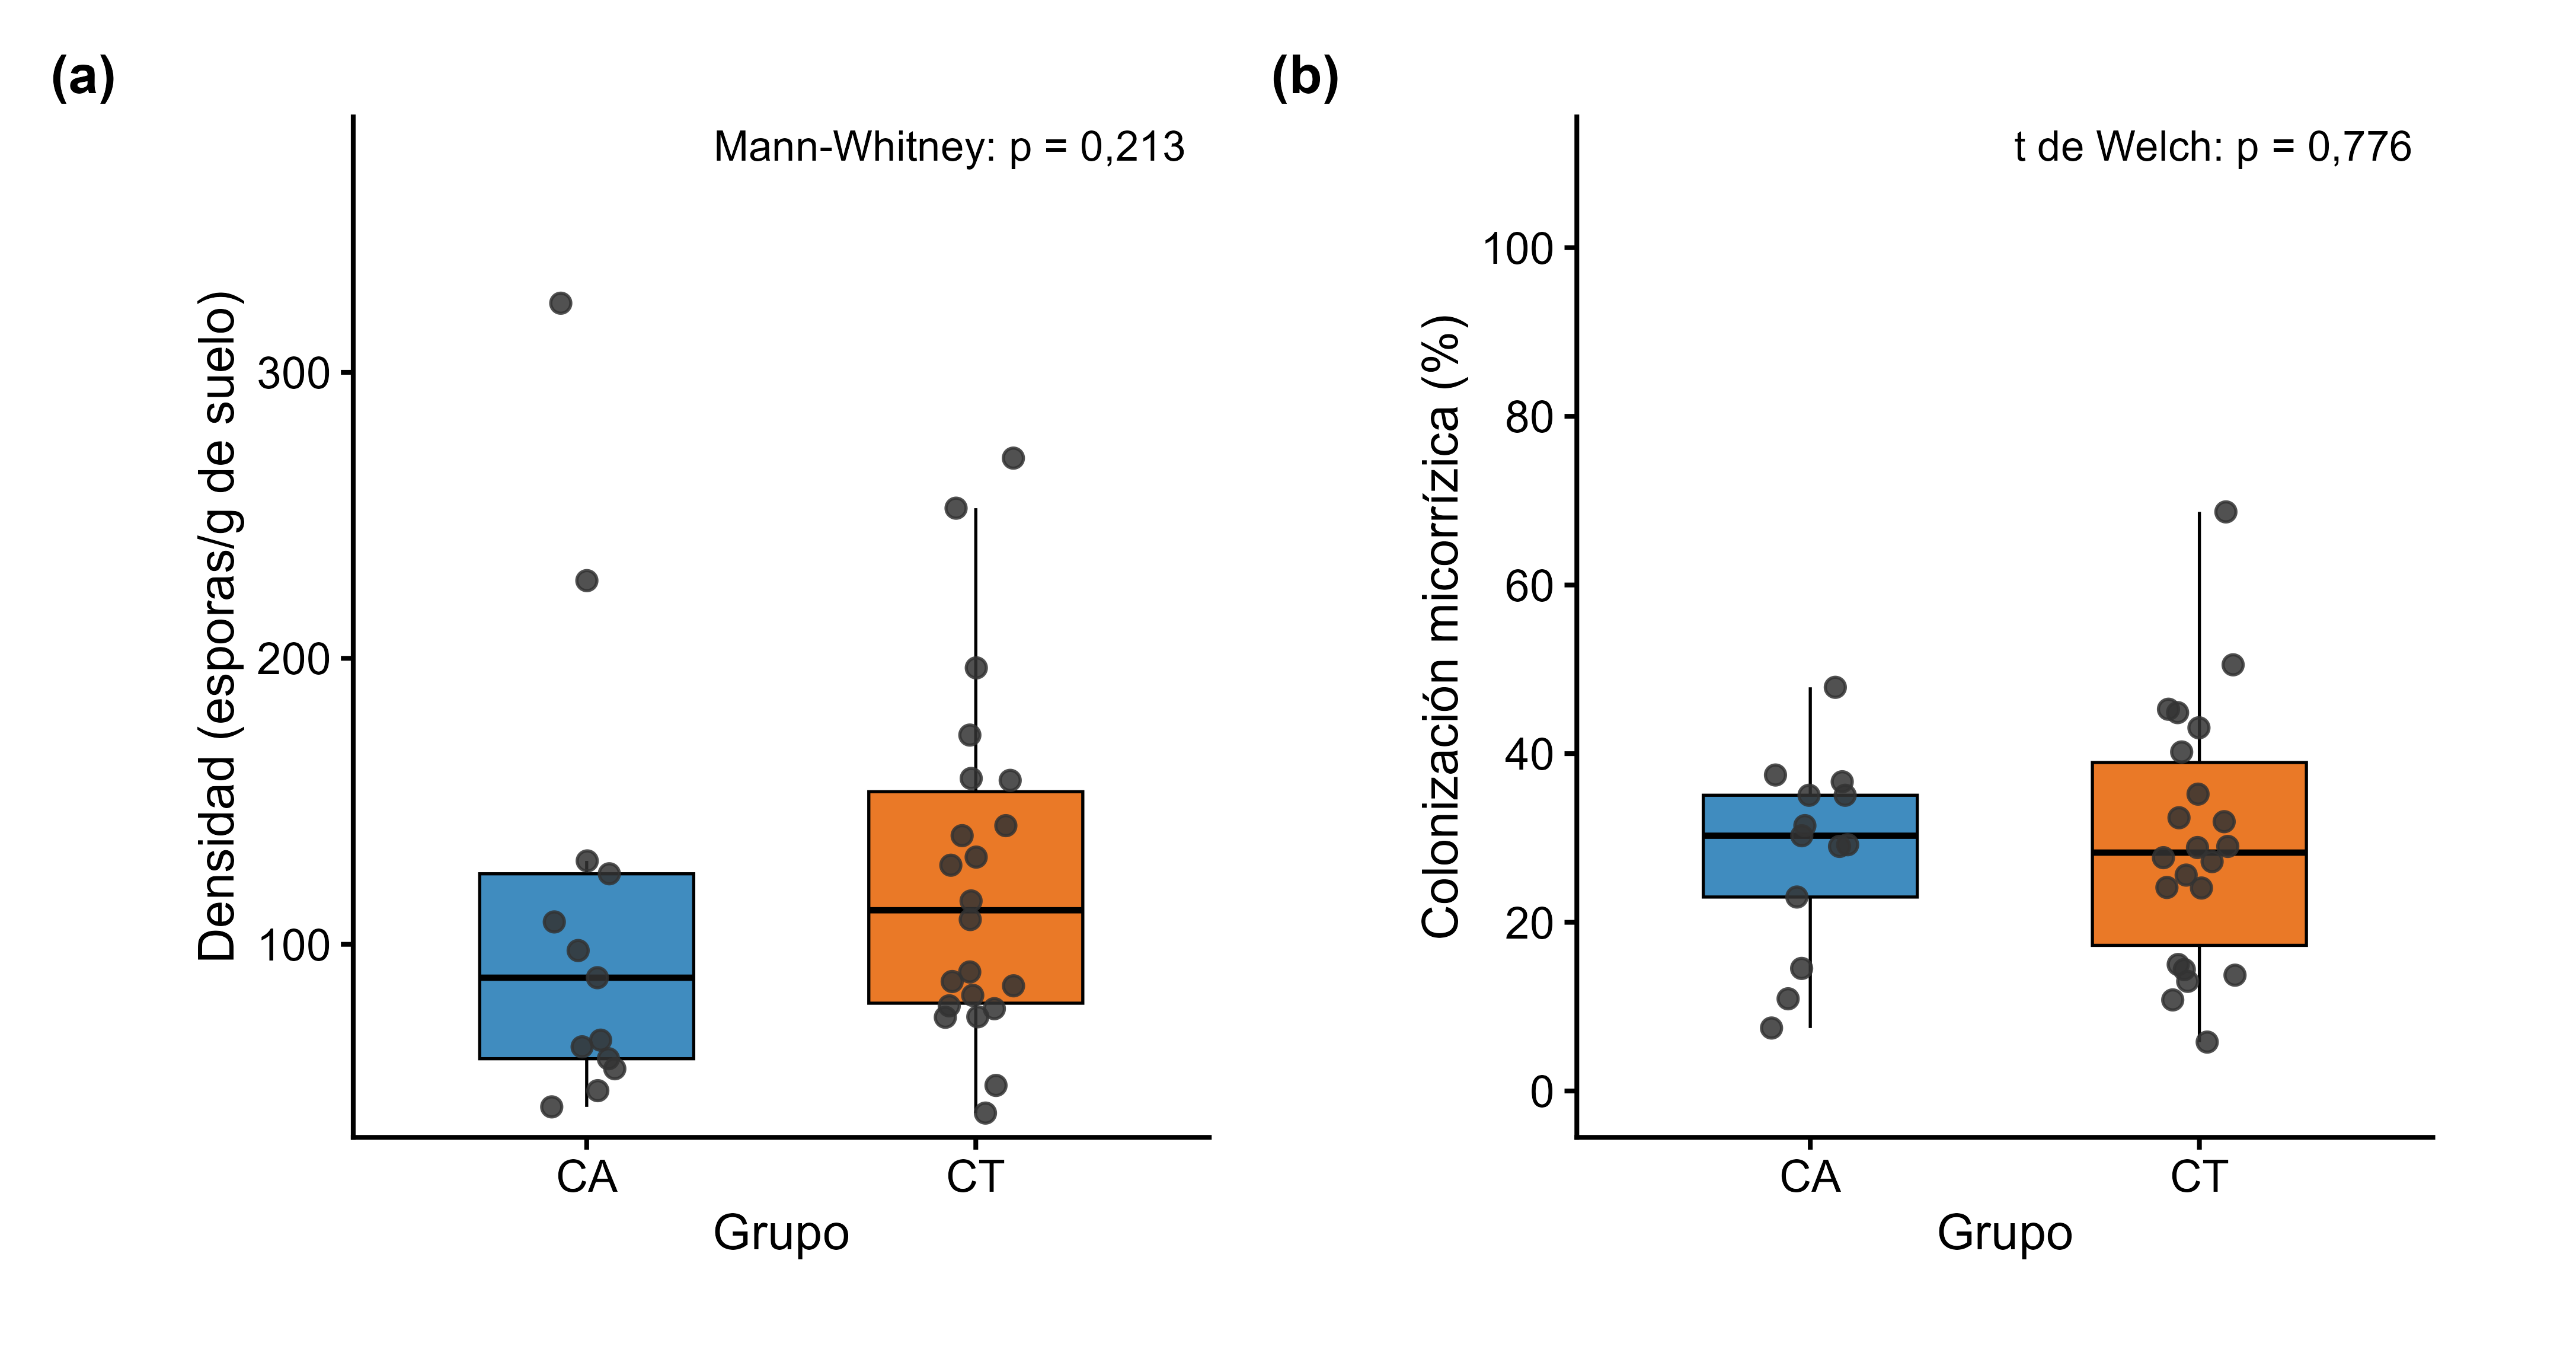 (a)
Mann-Whitney: p = 0,213
Densidad (esporas/g de suelo)
300
200
100
CA
CT
Grupo
(b)
t de Welch: p = 0,776
Colonización micorrízica (%)
100
80
60
40
20
0
CA
CT
Grupo